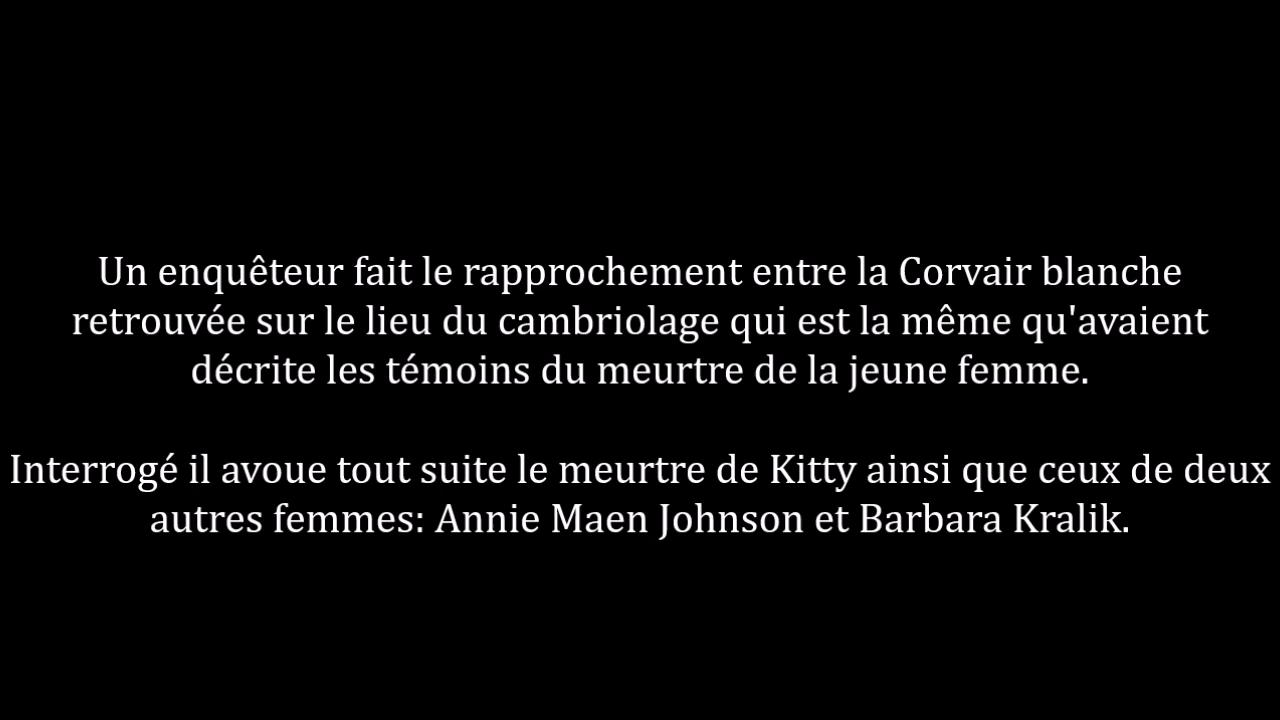 Un enquêteur fait le rapprochement entre la Corvair blanche
retrouvée sur le lieu du cambriolage qui est la même qu'avaient
décrite les témoins du meurtre de la jeune femme.
Interrogé il avoue tout suite le meurtre de Kitty ainsi que ceux de deux
autres femmes: Annie Maen Johnson et Barbara Kralik.